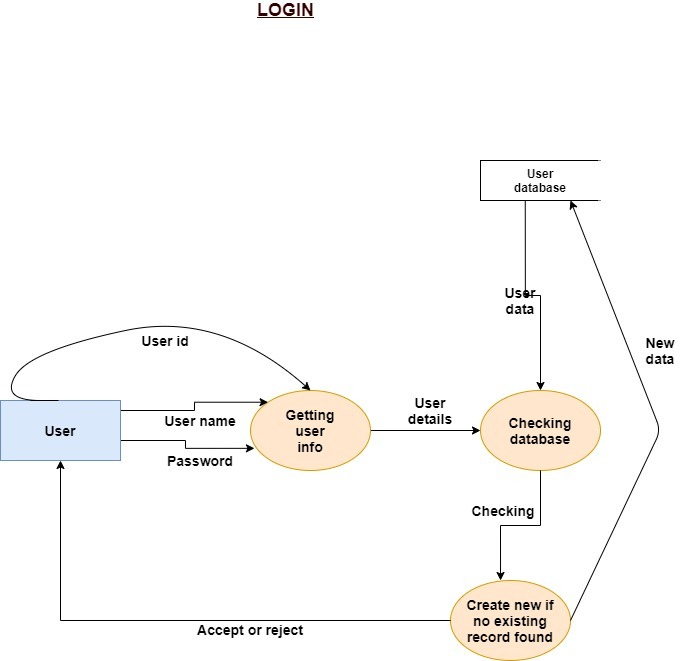 LOGIN
User
database
User
data
New
data
User id
User name
Password
User
Getting
user
info
User
details
Checking
database
Checking
Create new if
no existing
record found
Accept or reject